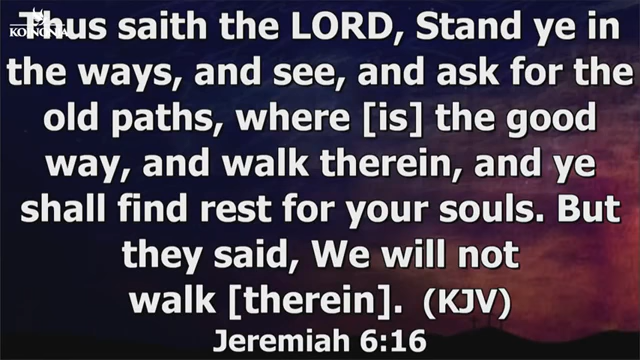 Thus saith the LORD, Stand ye in
the ways, and see, and ask for the
old paths, where [is] the good
way, and walk therein, and ye
shall find rest for your souls. But
they said, We will not
walk [therein]. (KJV)
Jeremiah 6:16